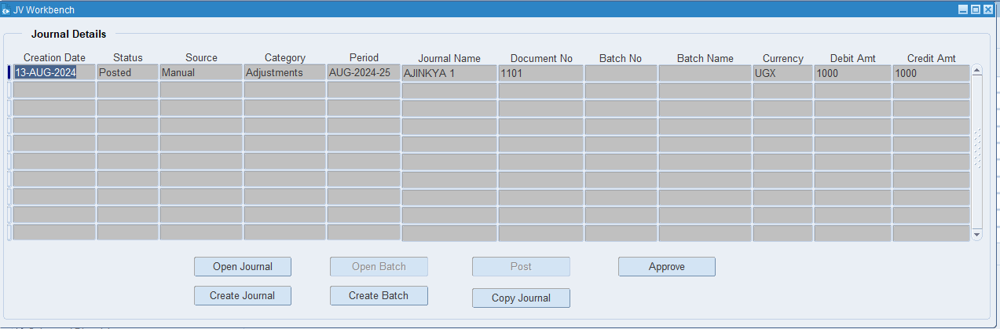 JV Workbench
Journal Details
Creation Date Status Source Category Period Journal Name Document No Batch No Batch Name Currency Debit Amt Credit Amt
13-AUG-2024 Posted Manual Adjustments AUG-2024-25 AJINKYA 1 1101 UGX 1000 1000
Open Journal Open Batch Post Approve
Create Journal Create Batch Copy Journal